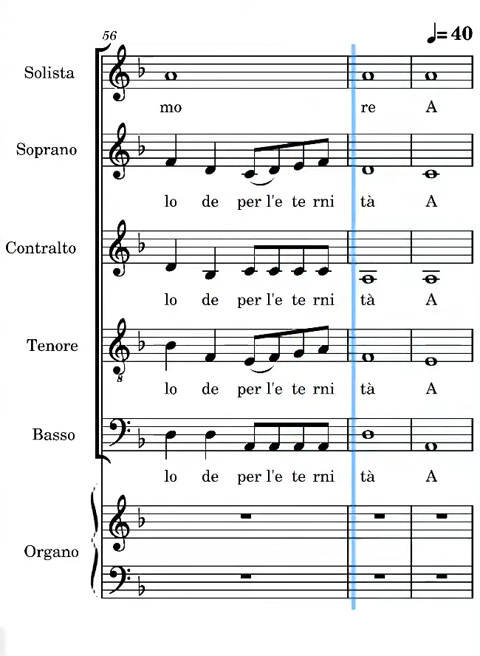 56
♩= 40
Solista
mo re A
Soprano
lo de per l'e te rni tà A
Contralto
lo de per l'e te rni tà A
Tenore
8
lo de per l'e te rni tà A
Basso
lo de per l'e te rni tà A
Organo